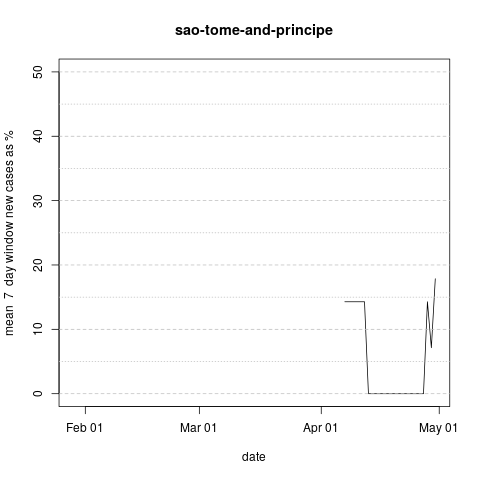 sao-tome-and-principe
mean 7 day window new cases as %
50
40
30
20
10
0
Feb 01
Mar 01
Apr 01
May 01
date